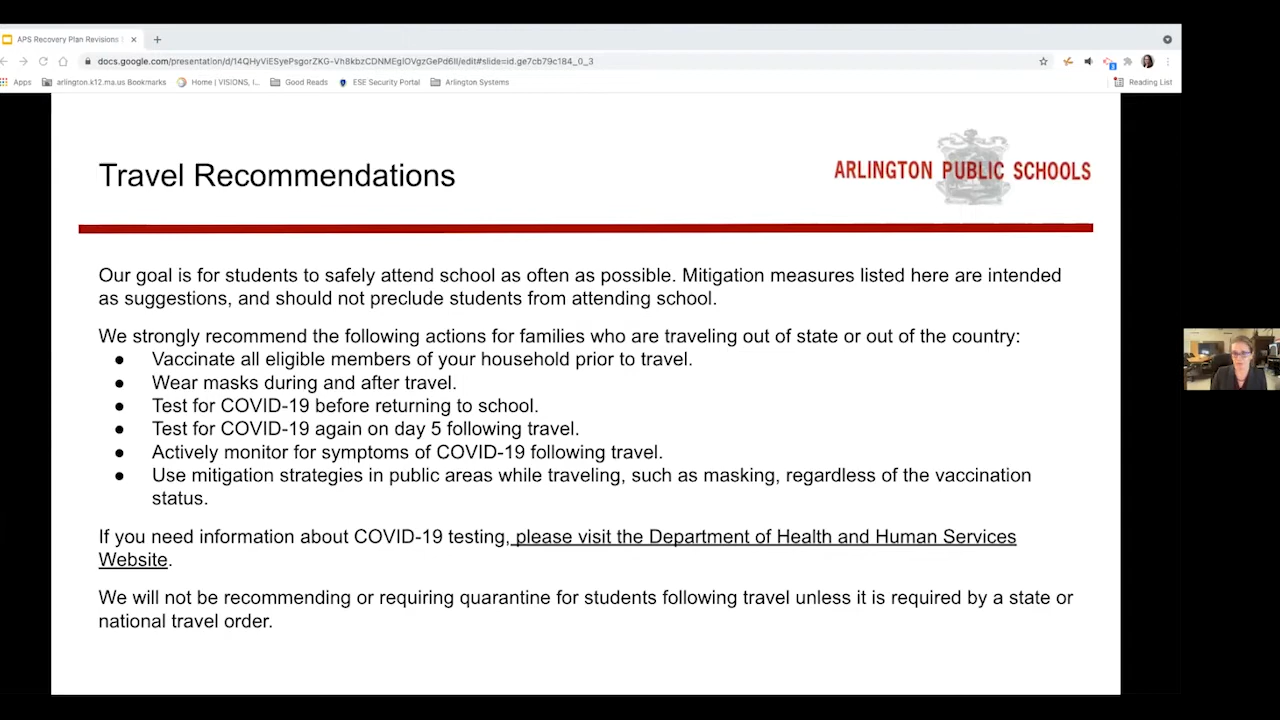 APS Recovery Plan Revisions
docs.google.com/presentation/d/14QHyViESyePsgorZKG-Vh8kbzCDNMEglOVgzGePd6lI/edit#slide=id.ge7cb79c184_0_3
Apps arlington.k12.ma.us Bookmarks Home | VISIONS, I... Good Reads ESE Security Portal Arlington Systems Reading List
Travel Recommendations
ARLINGTON PUBLIC SCHOOLS
Our goal is for students to safely attend school as often as possible. Mitigation measures listed here are intended
as suggestions, and should not preclude students from attending school.
We strongly recommend the following actions for families who are traveling out of state or out of the country:
● Vaccinate all eligible members of your household prior to travel.
● Wear masks during and after travel.
● Test for COVID-19 before returning to school.
● Test for COVID-19 again on day 5 following travel.
● Actively monitor for symptoms of COVID-19 following travel.
● Use mitigation strategies in public areas while traveling, such as masking, regardless of the vaccination
status.
If you need information about COVID-19 testing, please visit the Department of Health and Human Services
Website.
We will not be recommending or requiring quarantine for students following travel unless it is required by a state or
national travel order.